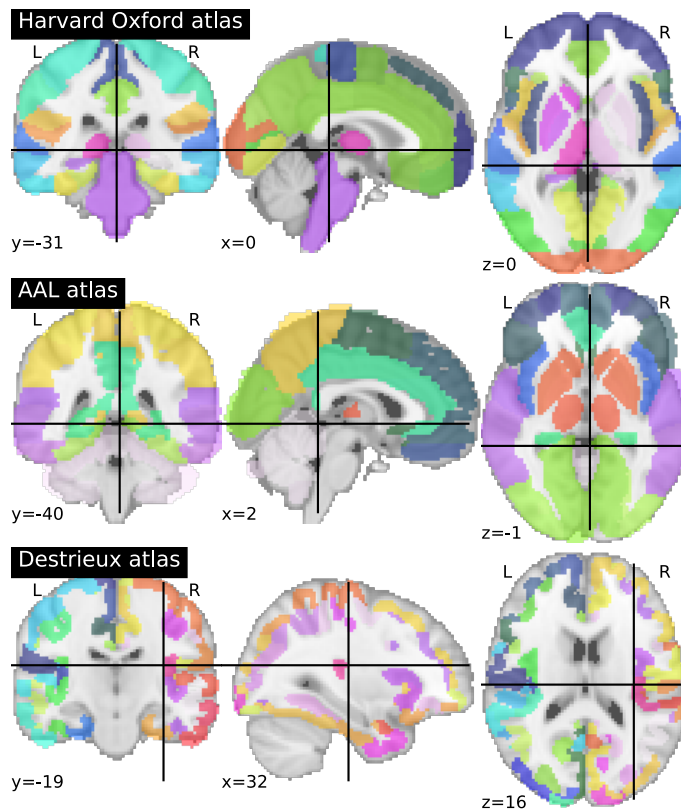 Harvard Oxford atlas
L R L R
y=-31 x=0 z=0
AAL atlas
L R L R
y=-40 x=2 z=-1
Destrieux atlas
L R L R
y=-19 x=32 z=16